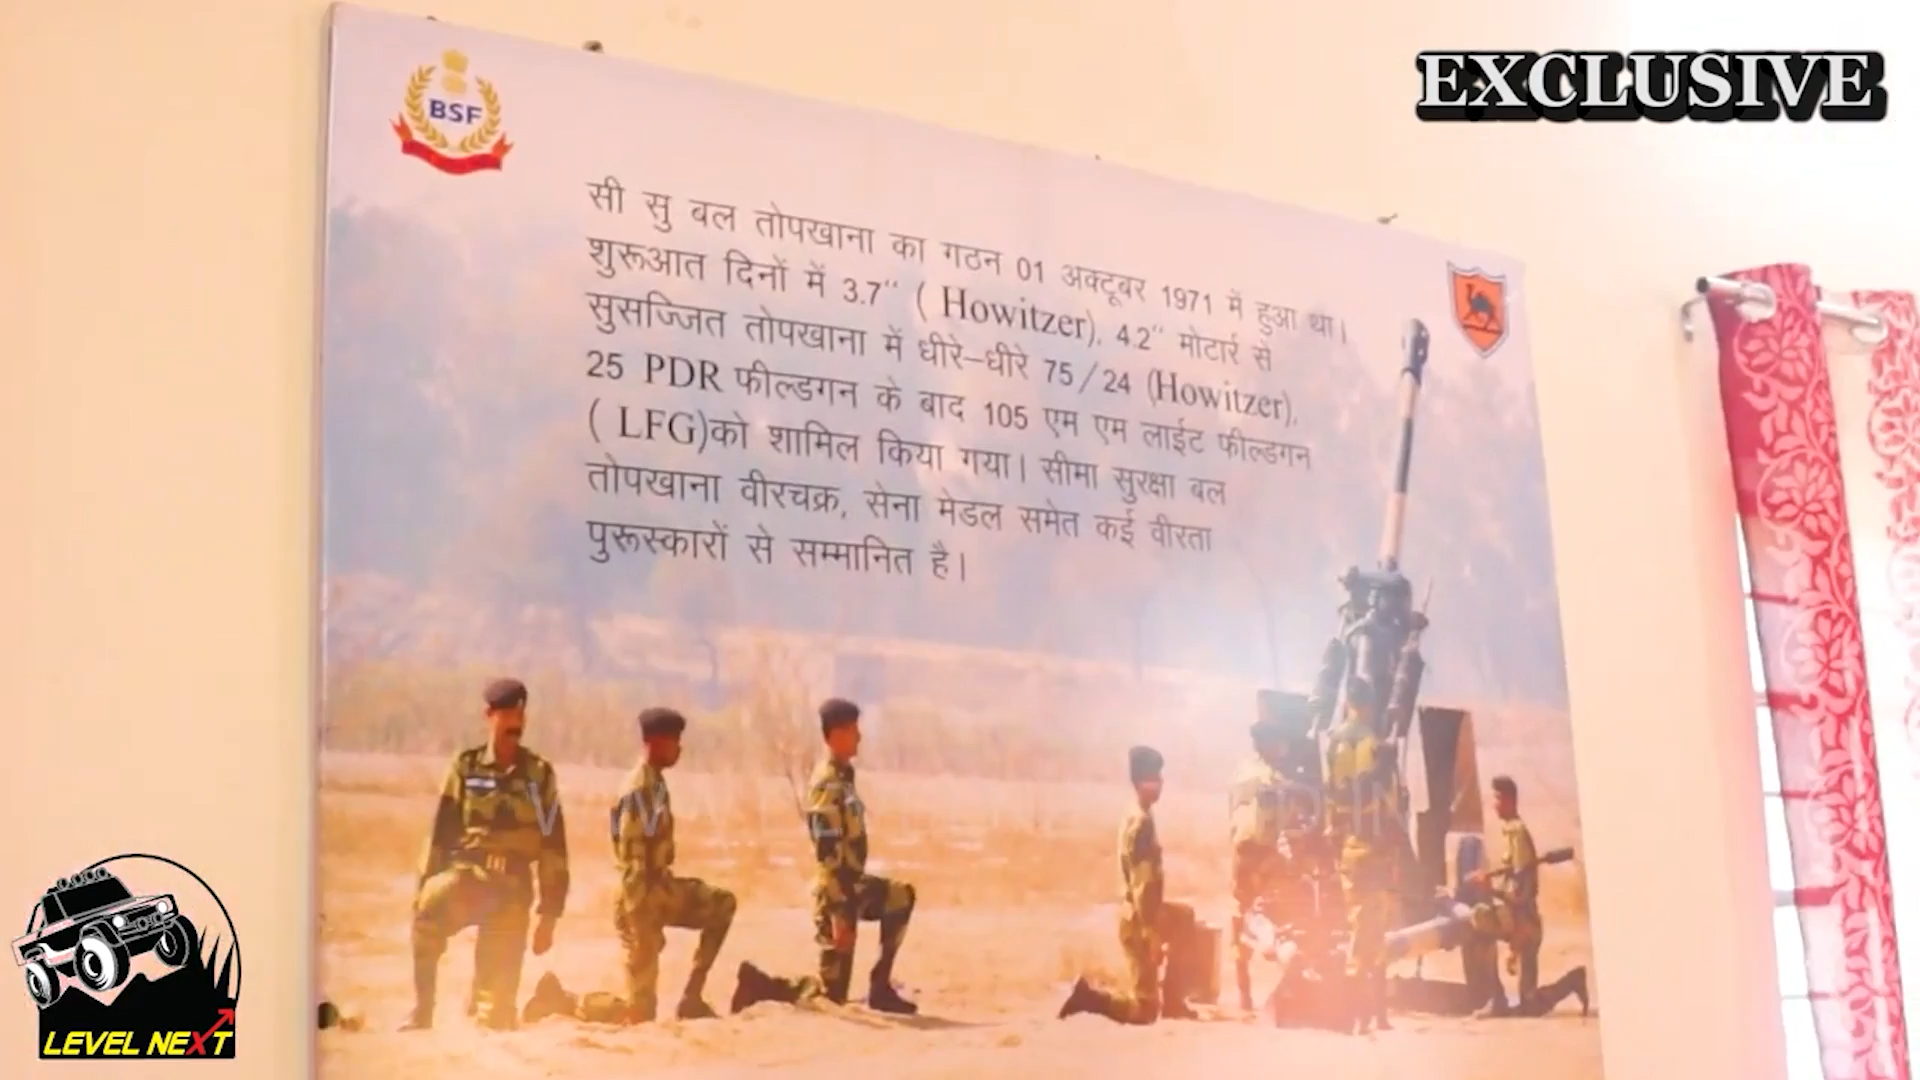 EXCLUSIVE
BSF
सी सु बल तोपखाना का गठन 01 अक्टूबर 1971 में हुआ था।
शुरूआत दिनों में 3.7" ( Howitzer), 4.2" मोटार्र से
सुसज्जित तोपखाना में धीरे–धीरे 75/24 (Howitzer),
25 PDR फील्डगन के बाद 105 एम एम लाईट फील्डगन
( LFG)को शामिल किया गया। सीमा सुरक्षा बल
तोपखाना वीरचक्र, सेना मेडल समेत कई वीरता
पुरूस्कारों से सम्मानित है।
LEVEL NEXT